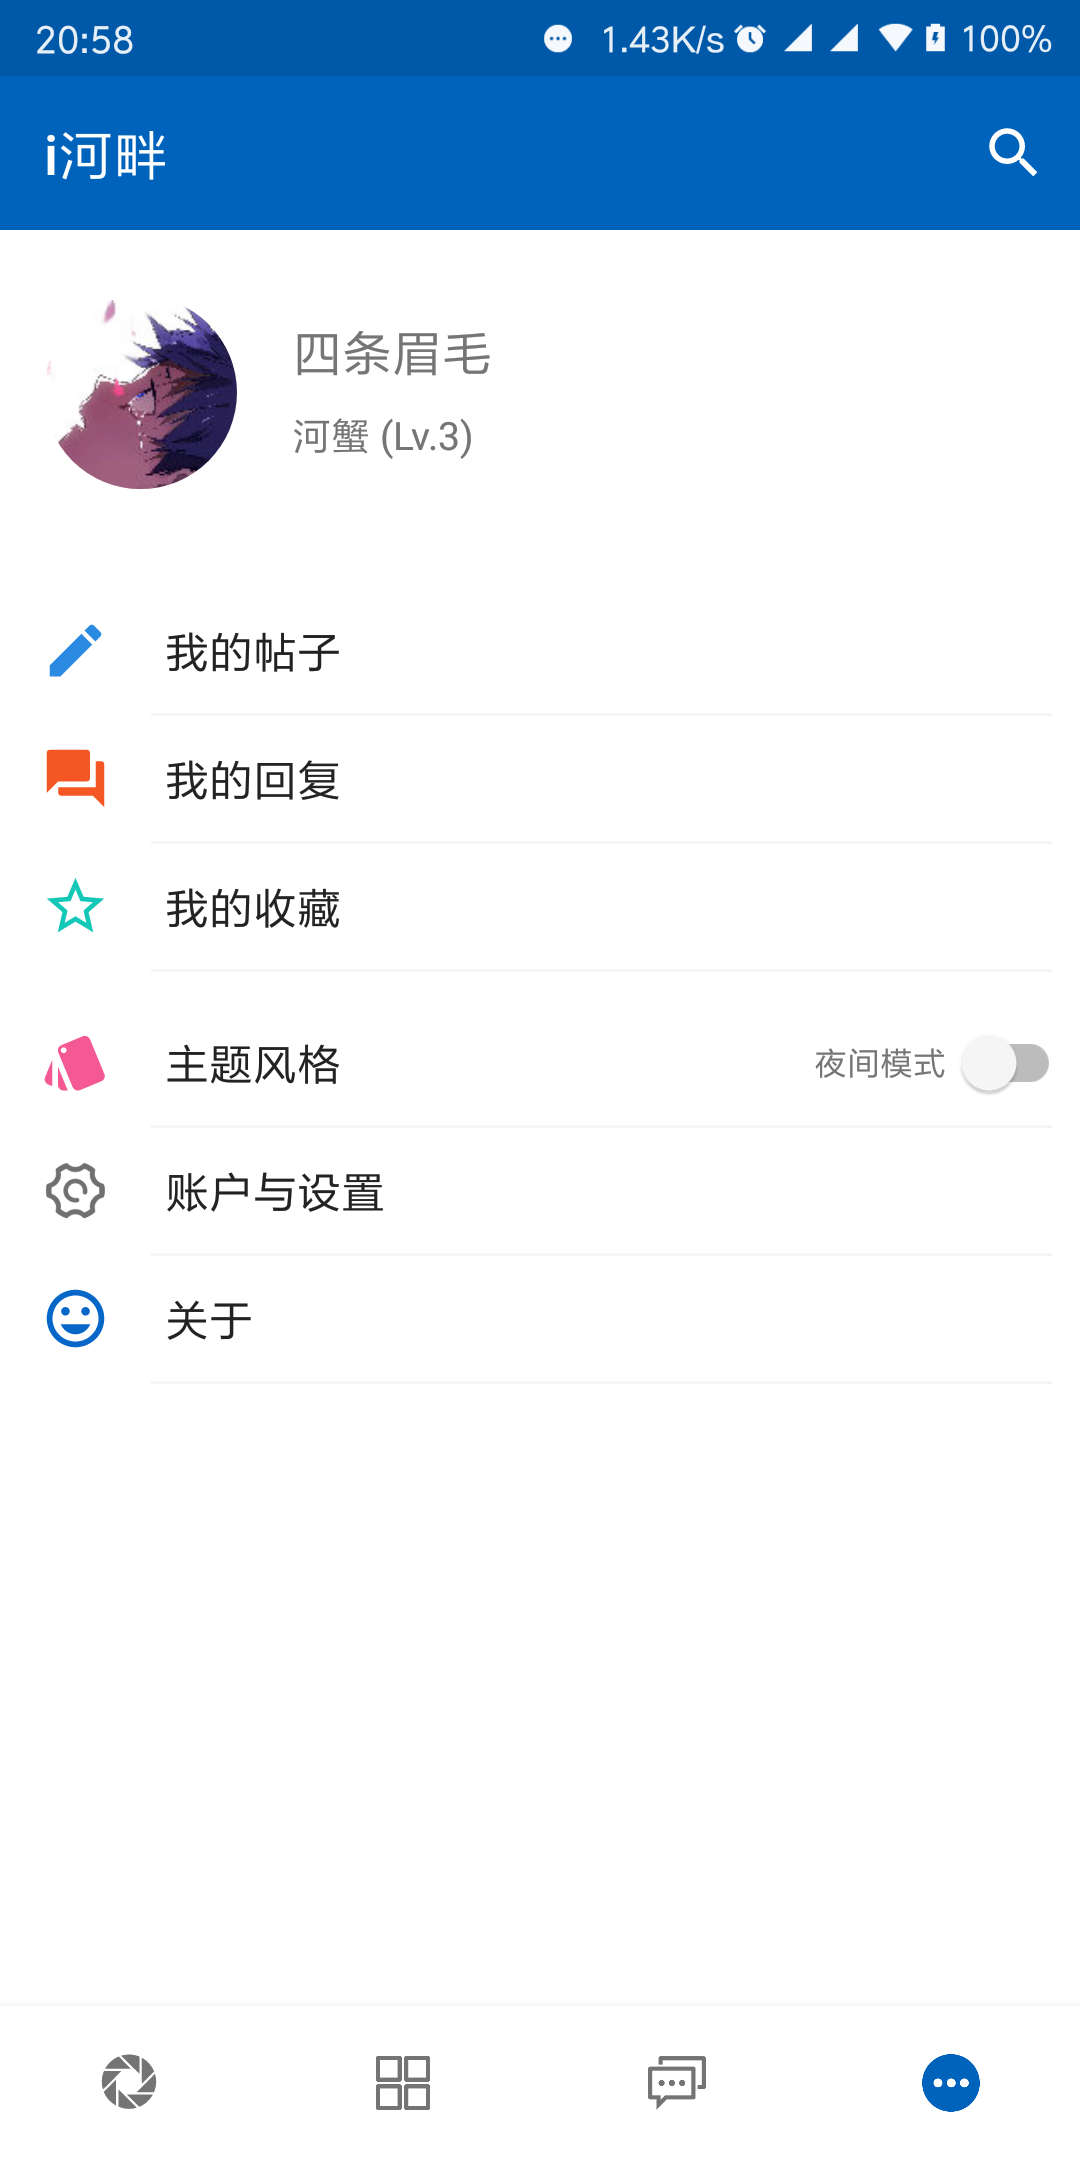 20:58 1.43K/s 100%
i河畔
四条眉毛
河蟹 (Lv.3)
我的帖子
我的回复
我的收藏
主题风格 夜间模式
账户与设置
关于